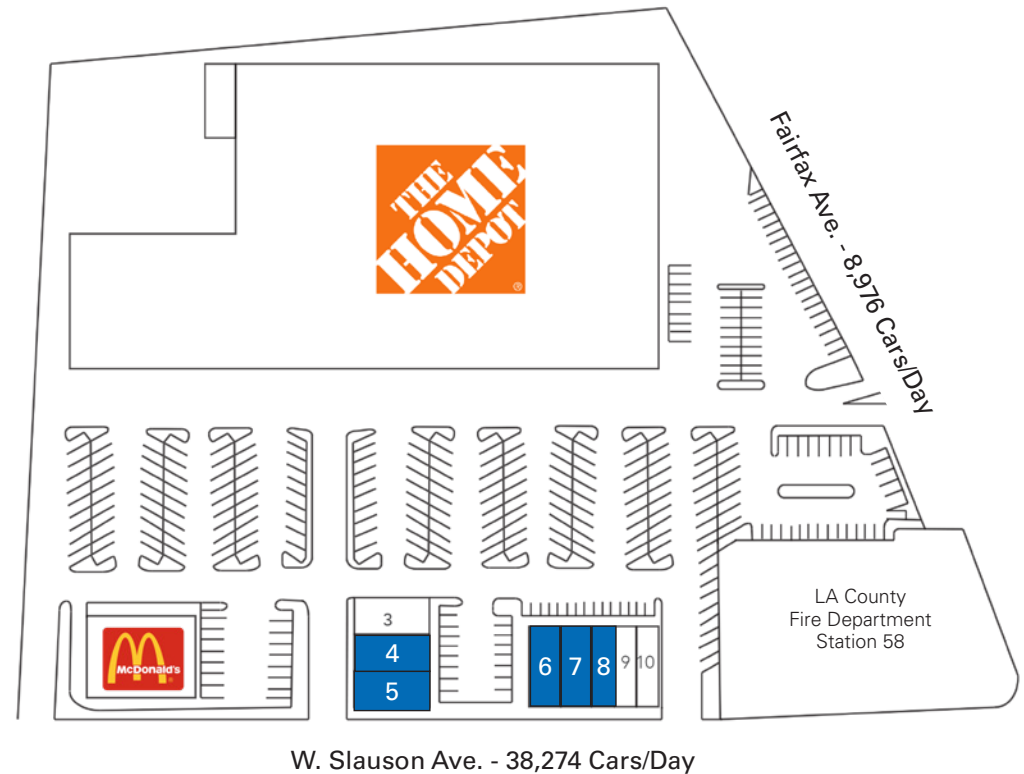 THE
HOME
DEPOT
®
Fairfax Ave. - 8,976 Cars/Day
LA County
Fire Department
Station 58
3
4
5
McDonald's
®
6 7 8 9 10
W. Slauson Ave. - 38,274 Cars/Day